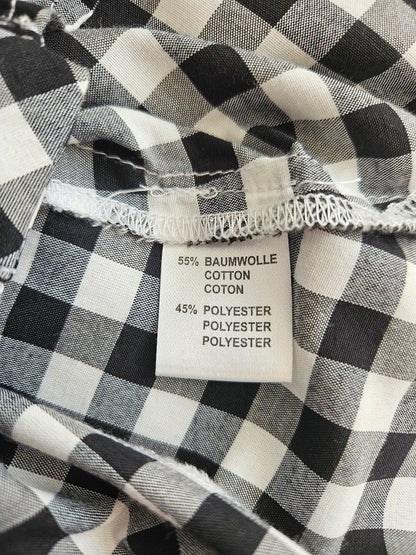 55% BAUMWOLLE
COTTON
COTON
45% POLYESTER
POLYESTER
POLYESTER